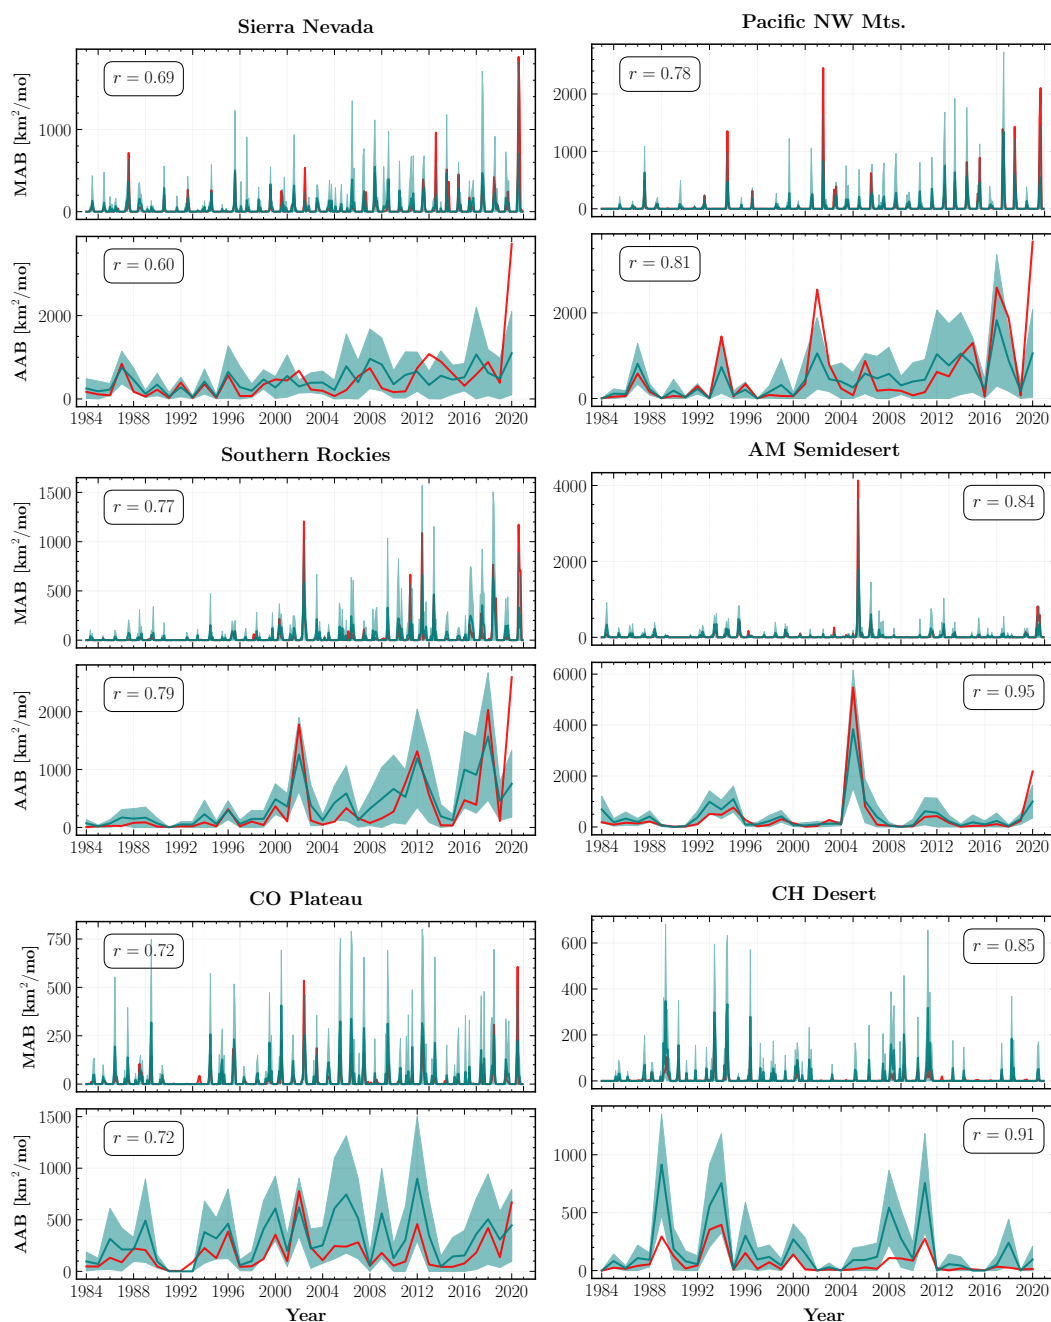 Sierra Nevada
MAB [km²/mo]
1000
0
r = 0.69
AAB [km²/mo]
2000
0
r = 0.60
1984 1988 1992 1996 2000 2004 2008 2012 2016 2020
Pacific NW Mts.
2000
1000
0
r = 0.78
2000
0
r = 0.81
1984 1988 1992 1996 2000 2004 2008 2012 2016 2020
Southern Rockies
MAB [km²/mo]
1500
1000
500
0
r = 0.77
AAB [km²/mo]
2000
1000
0
r = 0.79
1984 1988 1992 1996 2000 2004 2008 2012 2016 2020
AM Semidesert
4000
2000
0
r = 0.84
6000
4000
2000
0
r = 0.95
1984 1988 1992 1996 2000 2004 2008 2012 2016 2020
CO Plateau
MAB [km²/mo]
750
500
250
0
r = 0.72
AAB [km²/mo]
1500
1000
500
0
r = 0.72
1984 1988 1992 1996 2000 2004 2008 2012 2016 2020
Year
CH Desert
600
400
200
0
r = 0.85
1000
500
0
r = 0.91
1984 1988 1992 1996 2000 2004 2008 2012 2016 2020
Year